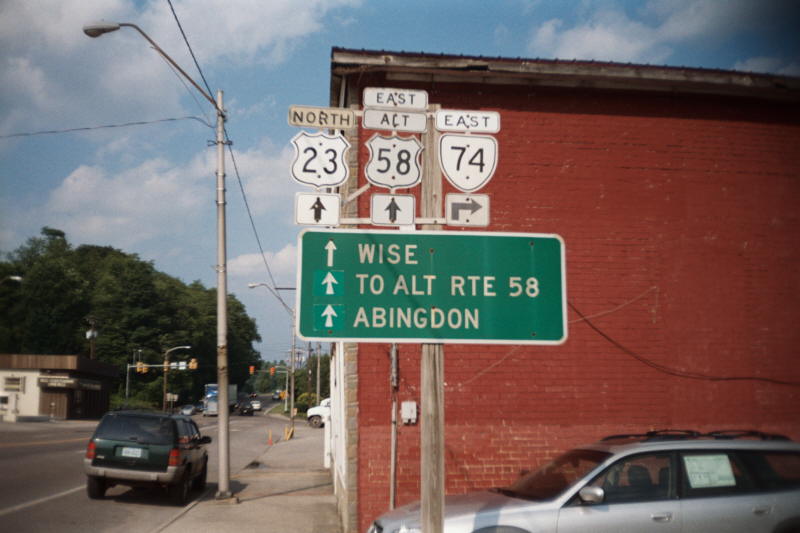 EAST
NORTH ALT EAST
23 58 74
WISE
TO ALT RTE 58
ABINGDON